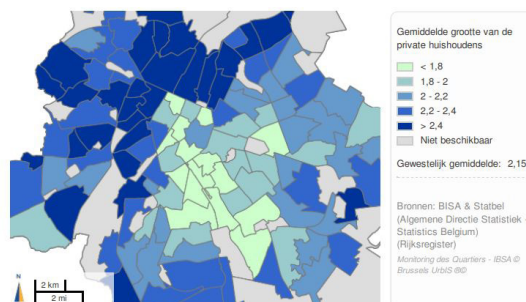 Gemiddelde grootte van de
private huishoudens
< 1,8
1,8 - 2
2 - 2,2
2,2 - 2,4
> 2,4
Niet beschikbaar
Gewestelijk gemiddelde: 2,15
Bronnen: BISA & Statbel
(Algemene Directie Statistiek -
Statistics Belgium)
(Rijksregister)
Monitoring des Quartiers - IBSA ©
Brussels UrbIS ®©
N
2 km
2 mi